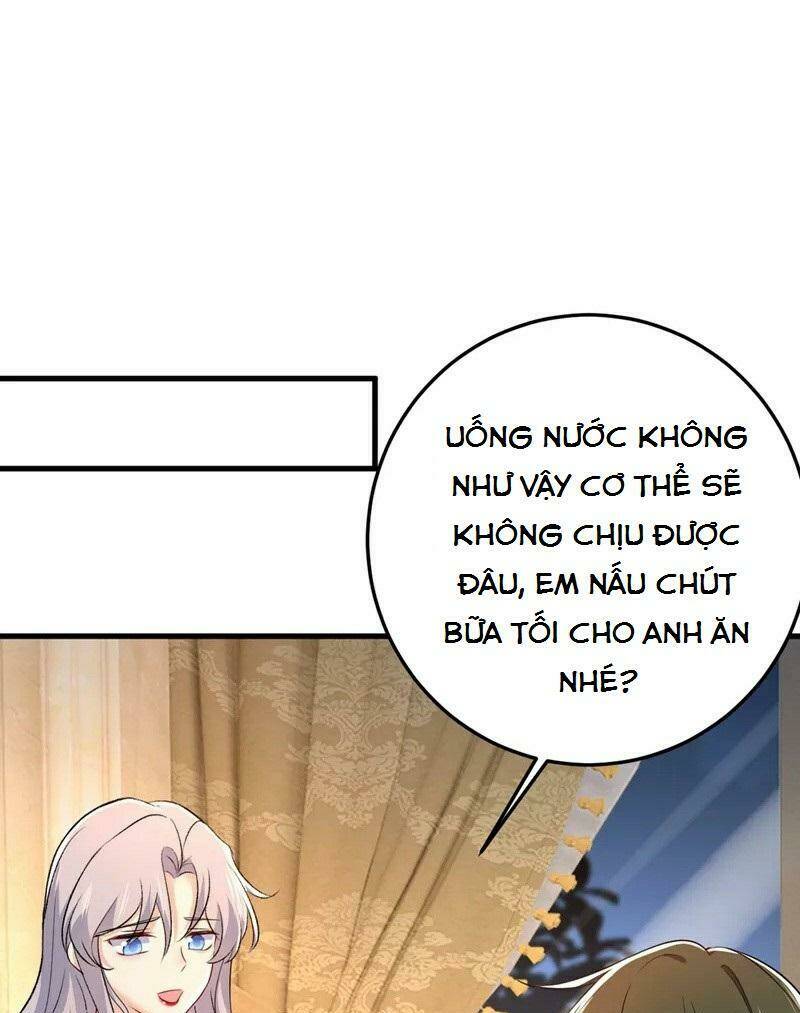 UỐNG NƯỚC KHÔNG
NHƯ VẬY CƠ THỂ SẼ
KHÔNG CHỊU ĐƯỢC
ĐÂU, EM NẤU CHÚT
BỮA TỐI CHO ANH ĂN
NHÉ?